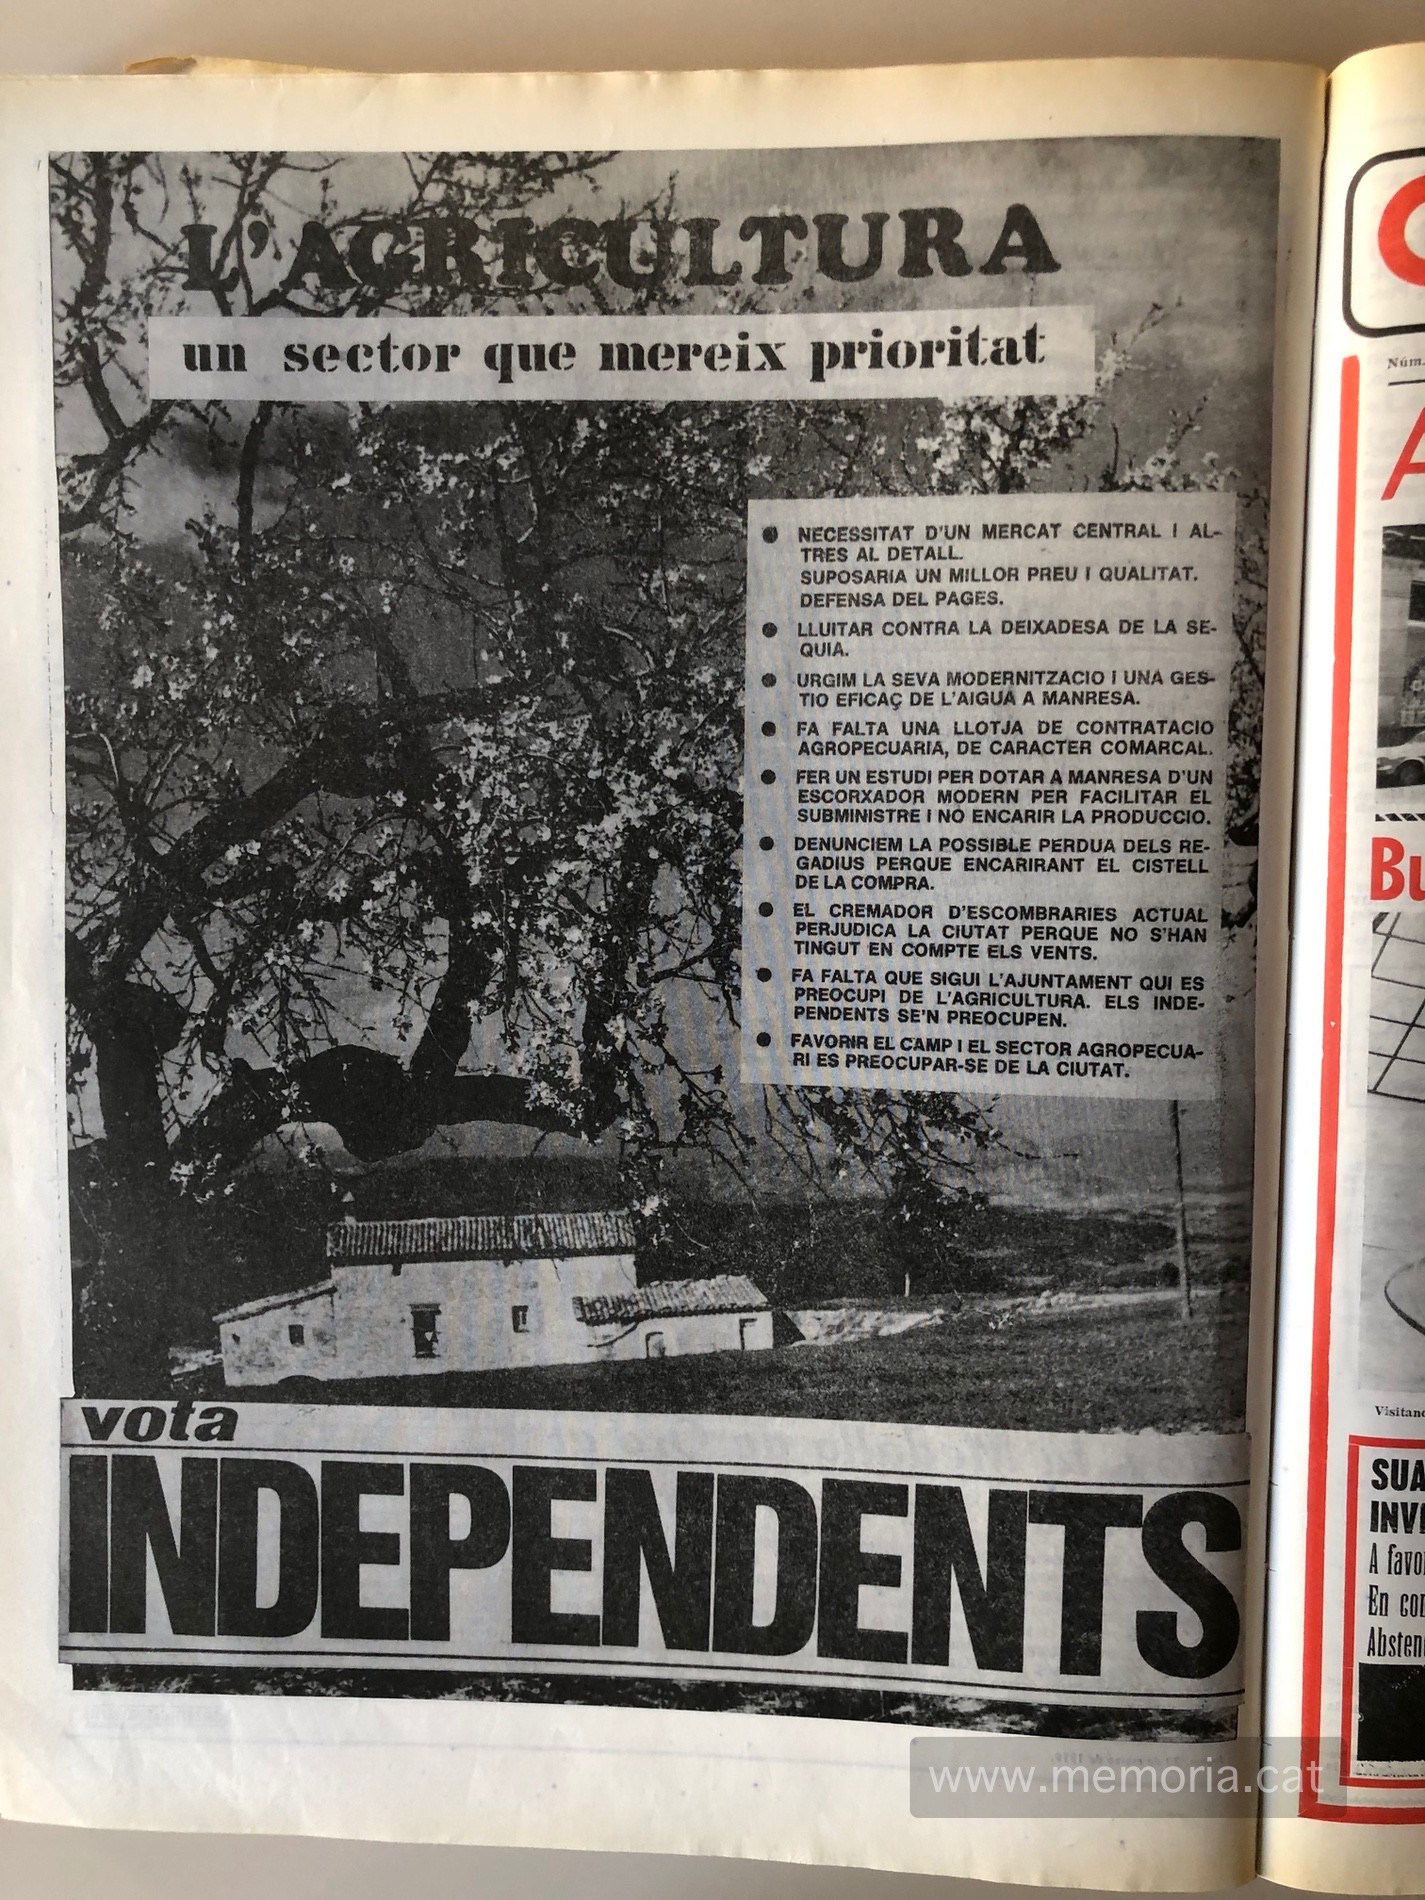 L'AGRICULTURA
un sector que mereix prioritat
● NECESSITAT D'UN MERCAT CENTRAL I AL-
TRES AL DETALL.
SUPOSARIA UN MILLOR PREU I QUALITAT.
DEFENSA DEL PAGES.
● LLUITAR CONTRA LA DEIXADESA DE LA SE-
QUIA.
● URGIM LA SEVA MODERNITZACIO I UNA GES-
TIO EFICAÇ DE L'AIGUA A MANRESA.
● FA FALTA UNA LLOTJA DE CONTRATACIO
AGROPECUARIA, DE CARACTER COMARCAL.
● FER UN ESTUDI PER DOTAR A MANRESA D'UN
ESCORXADOR MODERN PER FACILITAR EL
SUBMINISTRE I NO ENCARIR LA PRODUCCIO.
● DENUNCIEM LA POSSIBLE PERDUA DELS RE-
GADIUS PERQUE ENCARIRANT EL CISTELL
DE LA COMPRA.
● EL CREMADOR D'ESCOMBRARIES ACTUAL
PERJUDICA LA CIUTAT PERQUE NO S'HAN
TINGUT EN COMPTE ELS VENTS.
● FA FALTA QUE SIGUI L'AJUNTAMENT QUI ES
PREOCUPI DE L'AGRICULTURA. ELS INDE-
PENDENTS SE'N PREOCUPEN.
● FAVORIR EL CAMP I EL SECTOR AGROPECUA-
RI ES PREOCUPAR-SE DE LA CIUTAT.
vota
INDEPENDENTS
Núm.
A
Bu
Visitand
SUA
INVI
A favo
En con
Absten
www.memoria.cat